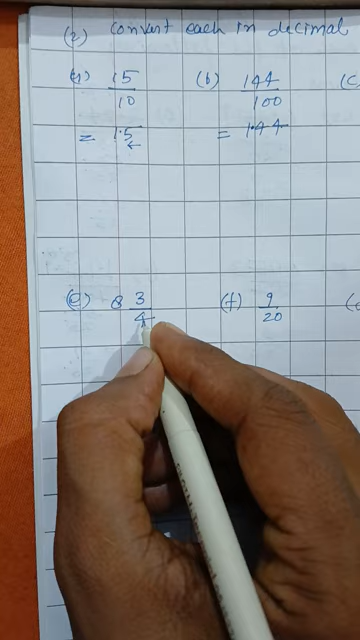 (2) Convert each in decimal
(a) 15/10 (b) 144/100 (c
= 1.5 = 1.44
(e) 8 3/4 (f) 9/20